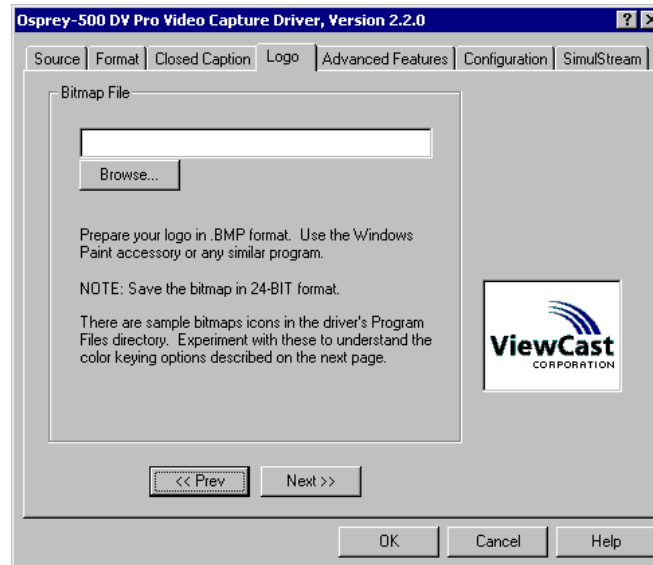 Osprey-500 DV Pro Video Capture Driver, Version 2.2.0
Source
Format
Closed Caption
Logo
Advanced Features
Configuration
SimulStream
Bitmap File
Browse...
Prepare your logo in .BMP format.  Use the Windows
Paint accessory or any similar program.
NOTE: Save the bitmap in 24-BIT format.
There are sample bitmaps icons in the driver's Program
Files directory.  Experiment with these to understand the
color keying options described on the next page.
ViewCast
CORPORATION
<< Prev
Next >>
OK
Cancel
Help